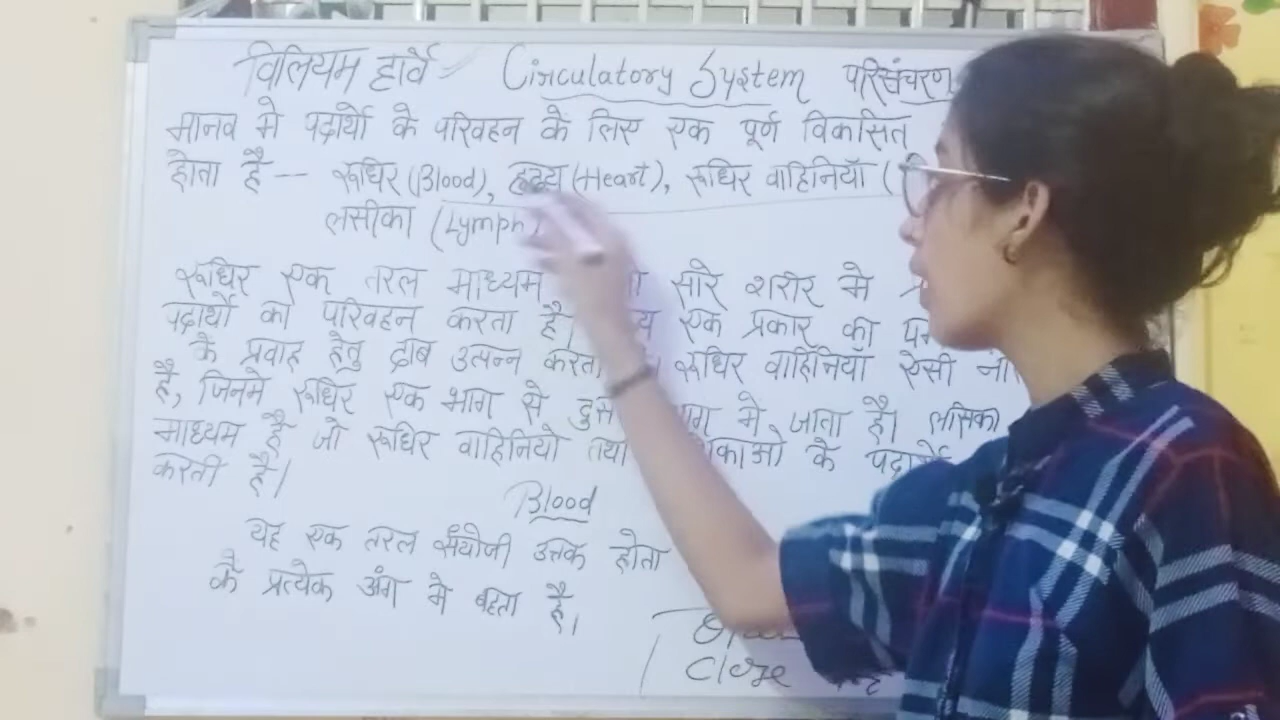 विलियम हार्वे Circulatory System परिसंचरण
मानव मे पदार्थो के परिवहन के लिए एक पूर्ण विकसित
होता है -- रूधिर (Blood), हृदय (Heart), रूधिर वाहिनियाँ (
लसीका (Lymph)
रूधिर एक तरल माध्यम सारे शरीर मे
पदार्थो का परिवहन करता है। एक प्रकार का
के प्रवाह हेतु दाब उत्पन्न करता रूधिर वाहिनियाँ ऐसी
है, जिनमे रूधिर एक भाग से मे जाता है। लसिका
माध्यम है जो रूधिर वाहिनियो तथा के
करती है।
Blood
यह एक तरल संयोजी उत्तक होता
के प्रत्येक अंग मे बहता है।